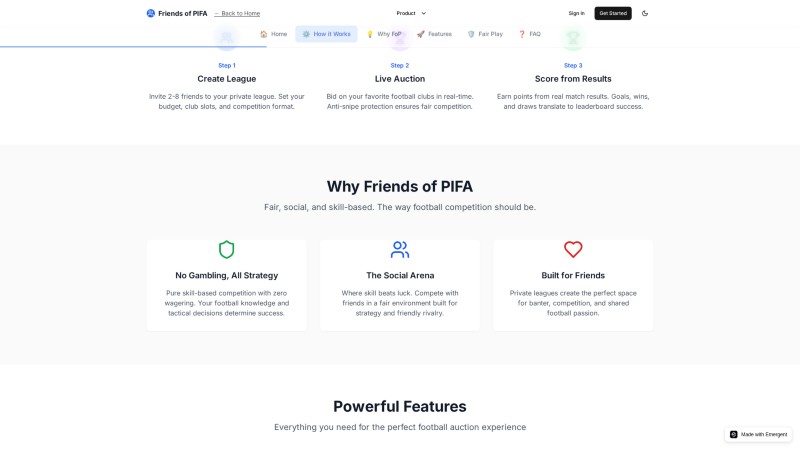 Friends of PIFA
← Back to Home
Product
Sign In
Get Started
Home
How it Works
Why FoP
Features
Fair Play
FAQ
Step 1
Create League
Invite 2-8 friends to your private league. Set your
budget, club slots, and competition format.
Step 2
Live Auction
Bid on your favorite football clubs in real-time.
Anti-snipe protection ensures fair competition.
Step 3
Score from Results
Earn points from real match results. Goals, wins,
and draws translate to leaderboard success.
Why Friends of PIFA
Fair, social, and skill-based. The way football competition should be.
No Gambling, All Strategy
Pure skill-based competition with zero
wagering. Your football knowledge and
tactical decisions determine success.
The Social Arena
Where skill beats luck. Compete with
friends in a fair environment built for
strategy and friendly rivalry.
Built for Friends
Private leagues create the perfect space
for banter, competition, and shared
football passion.
Powerful Features
Everything you need for the perfect football auction experience
Made with Emergent